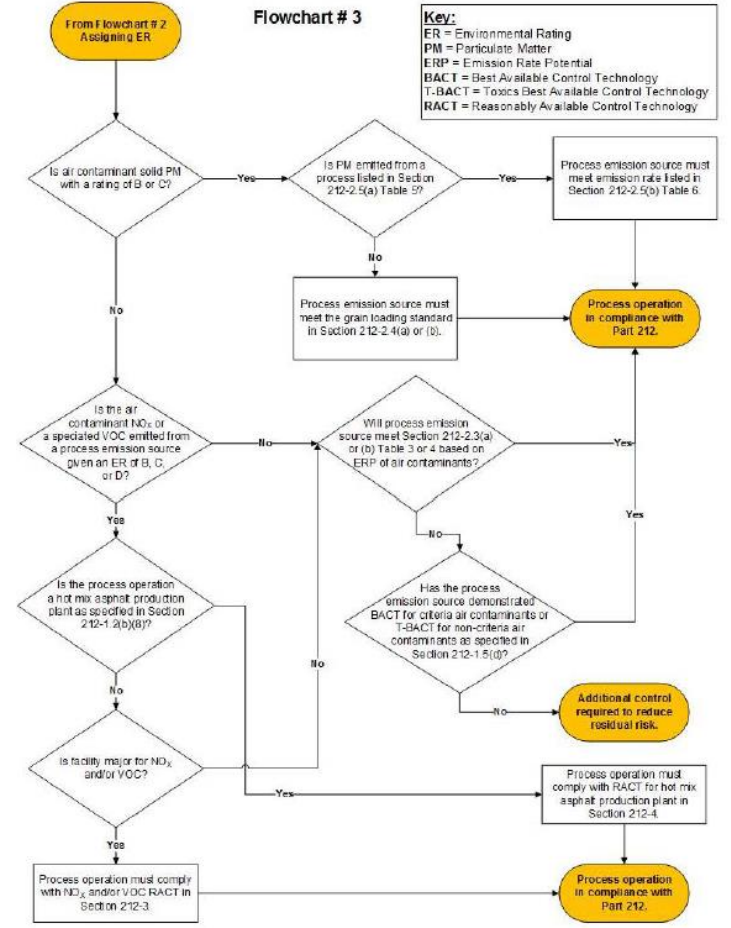 From Flowchart # 2
Assigning ER
Flowchart # 3
Key:
ER = Environmental Rating
PM = Particulate Matter
ERP = Emission Rate Potential
BACT = Best Available Control Technology
T-BACT = Toxics Best Available Control Technology
RACT = Reasonably Available Control Technology
Is air contaminant solid PM
with a rating of B or C?
Yes
Is PM emitted from a
process listed in Section
212-2.5(a) Table 5?
Yes
Process emission source must
meet emission rate listed in
Section 212-2.5(b) Table 6.
No
No
Process emission source must
meet the grain loading standard
in Section 212-2.4(a) or (b).
Process operation
in compliance with
Part 212.
Is the air
contaminant NOx or
a speciated VOC emitted from
a process emission source
given an ER of B, C,
or D?
No
Will process emission
source meet Section 212-2.3(a)
or (b) Table 3 or 4 based on
ERP of air contaminants?
Yes
Yes
No
Yes
Is the process operation
a hot mix asphalt production
plant as specified in Section
212-1.2(b)(8)?
Has the process
emission source demonstrated
BACT for criteria air contaminants or
T-BACT for non-criteria air
contaminants as specified in
Section 212-1.5(d)?
No
No
No
Additional control
required to reduce
residual risk.
Is facility major for NOX
and/or VOC?
Yes
Process operation must
comply with RACT for hot mix
asphalt production plant in
Section 212-4.
Yes
Process operation must comply
with NOX and/or VOC RACT in
Section 212-3.
Process operation
in compliance with
Part 212.